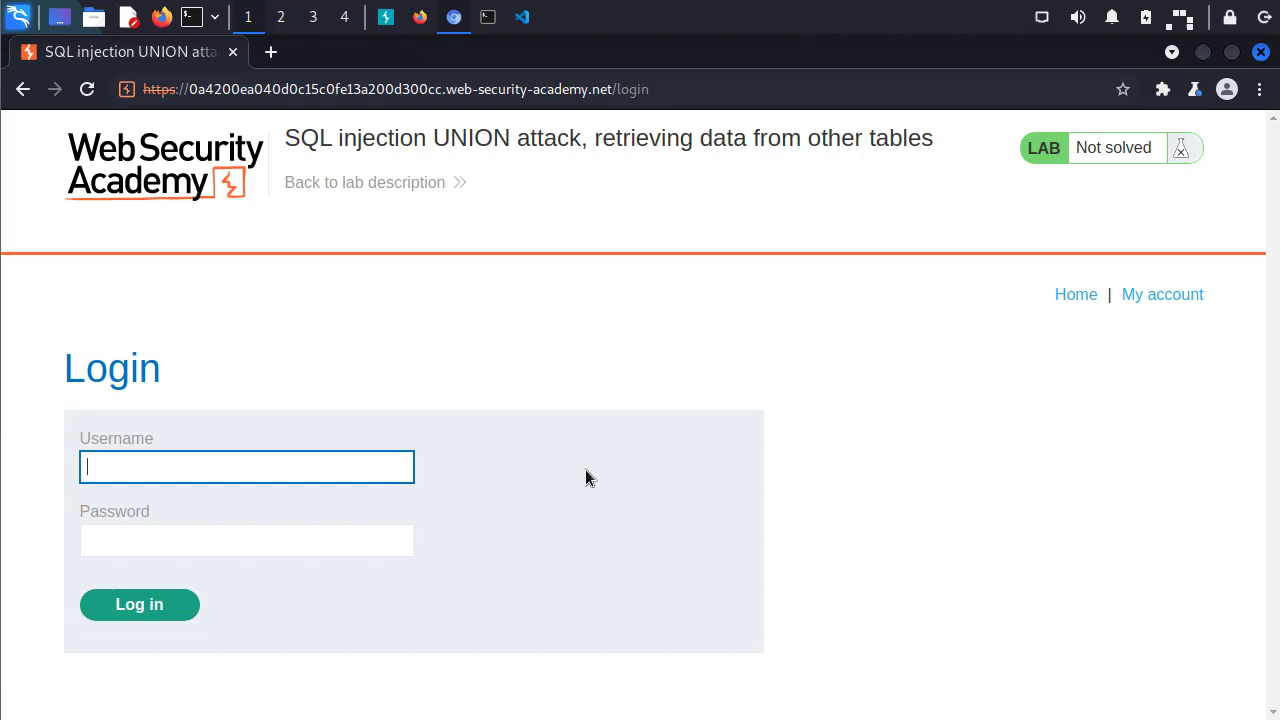 1 2 3 4
SQL injection UNION atta
https://0a4200ea040d0c15c0fe13a200d300cc.web-security-academy.net/login
Web Security
Academy
SQL injection UNION attack, retrieving data from other tables
Back to lab description
LAB Not solved
Home | My account
Login
Username
Password
Log in